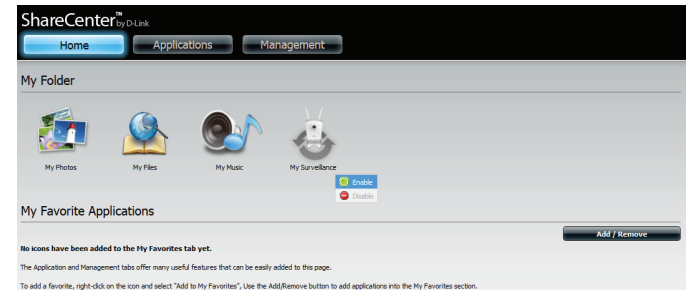 ShareCenter™ by D-Link
Home Applications Management
My Folder
My Photos My Files My Music My Surveillance
Enable
Disable
My Favorite Applications
Add / Remove
No icons have been added to the My Favorites tab yet.
The Application and Management tabs offer many useful features that can be easily added to this page.
To add a favorite, right-click on the icon and select "Add to My Favorites", Use the Add/Remove button to add applications into the My Favorites section.